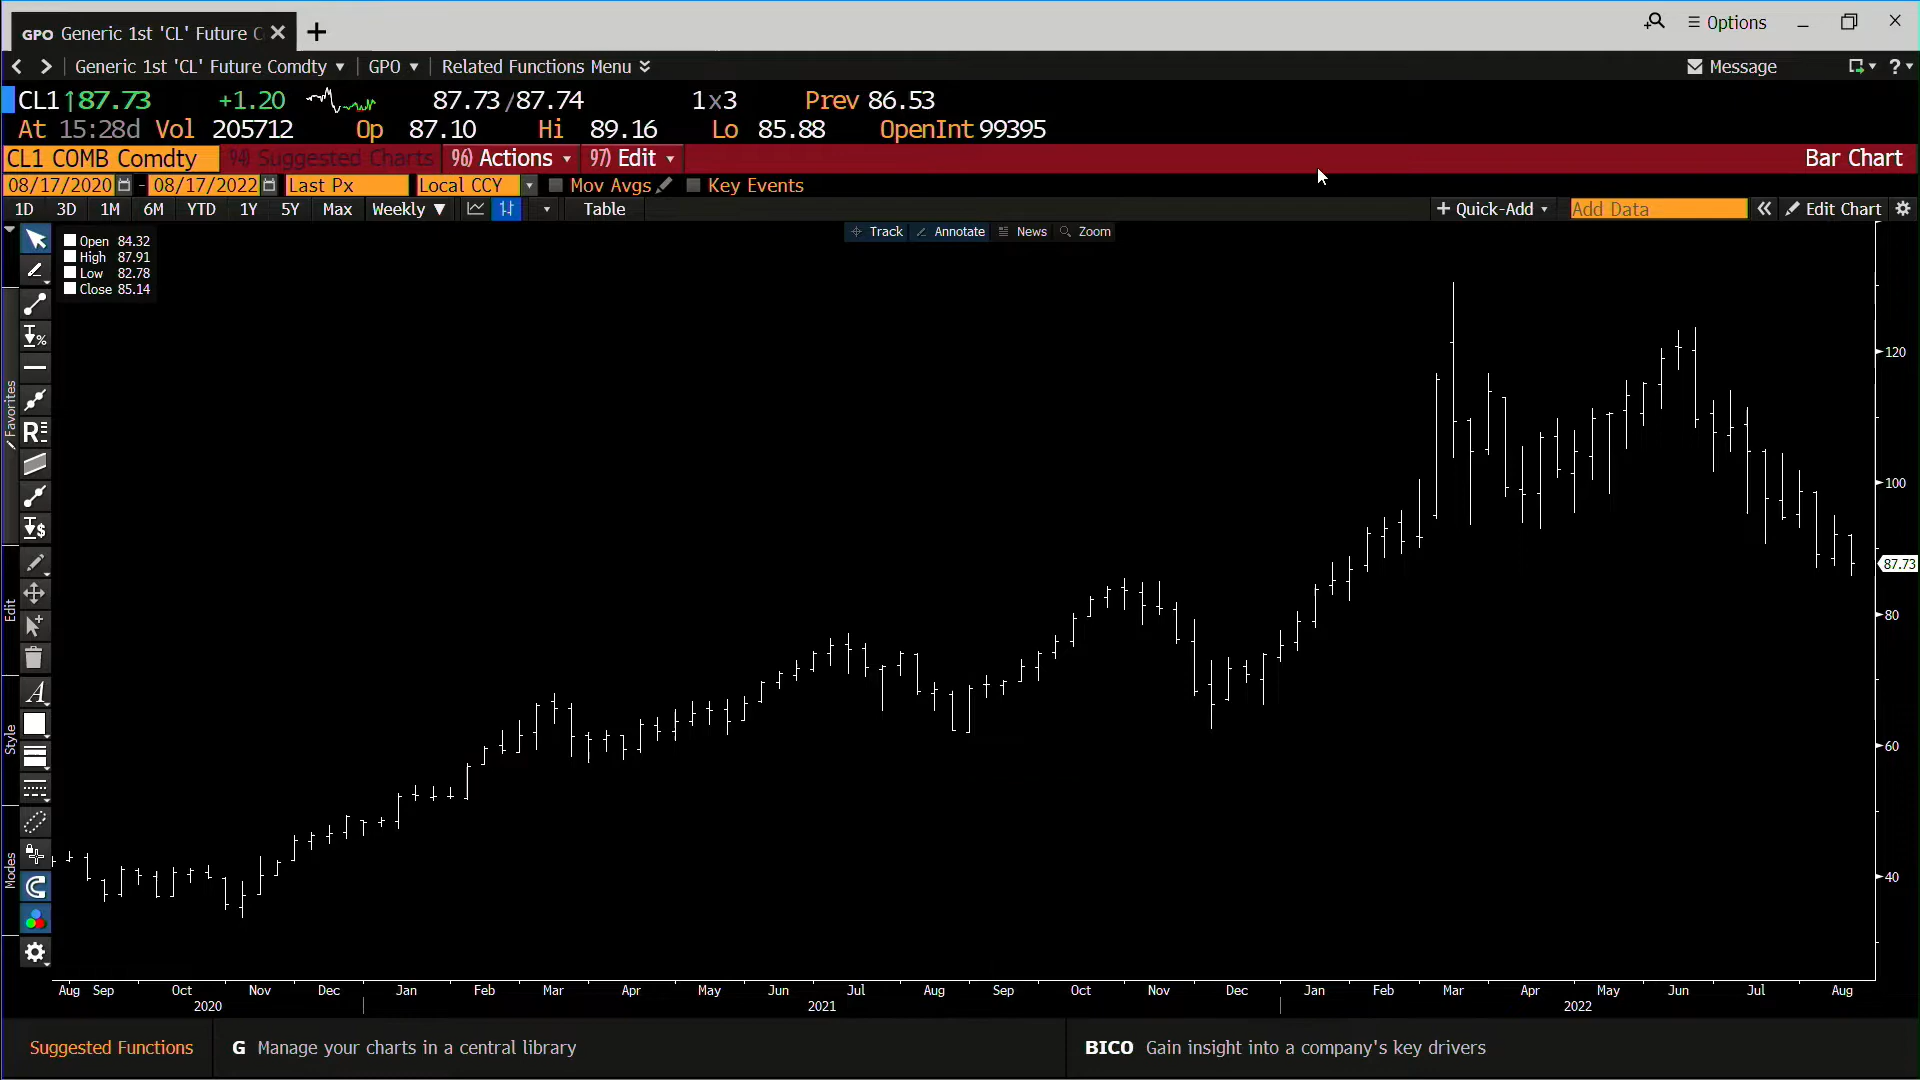 GPO Generic 1st 'CL' Future C
Options
Generic 1st 'CL' Future Comdty GPO Related Functions Menu
Message ?
CL1 ↑87.73 +1.20 87.73/87.74 1x3 Prev 86.53
At 15:28d Vol 205712 Op 87.10 Hi 89.16 Lo 85.88 OpenInt 99395
CL1 COMB Comdty 94) Suggested Charts 96) Actions 97) Edit Bar Chart
08/17/2020 - 08/17/2022 Last Px Local CCY Mov Avgs Key Events
1D 3D 1M 6M YTD 1Y 5Y Max Weekly Table + Quick-Add Add Data Edit Chart
Track Annotate News Zoom
Open 84.32
High 87.91
Low 82.78
Close 85.14
Favorites
Edit
Style
Modes
120
100
87.73
80
60
40
Aug Sep Oct Nov Dec Jan Feb Mar Apr May Jun Jul Aug Sep Oct Nov Dec Jan Feb Mar Apr May Jun Jul Aug
2020 2021 2022
Suggested Functions G Manage your charts in a central library BICO Gain insight into a company's key drivers